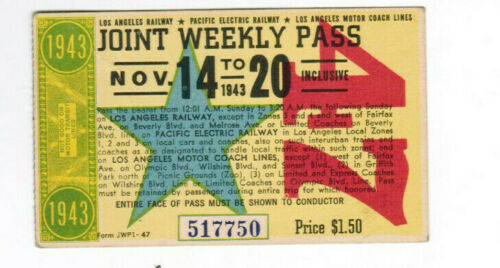 LOS ANGELES RAILWAY • PACIFIC ELECTRIC RAILWAY • LOS ANGELES MOTOR COACH LINES
1943
JOINT WEEKLY PASS
NOV. 14 TO 20
1943 INCLUSIVE
Pass the bearer from 12:01 A.M. Sunday to 3:00 A.M. the following Sunday
on LOS ANGELES RAILWAY, except in Zones and west of Fairfax
Ave. on Beverly Blvd. and Melrose Ave. or Limited Coaches on Beverly
Blvd., on PACIFIC ELECTRIC RAILWAY in Los Angeles Local Zones
1, 2 and 3 on local cars and coaches, also on interurban trains and
coaches as are designated to handle local traffic within such zones; and
on LOS ANGELES MOTOR COACH LINES, except (1) west of Fairfax
Ave. on Olympic Blvd., Wilshire Blvd., and Sunset Blvd. (2) in Griffith
Park north of Picnic Grounds (3) on Limited and Express Coaches
on Wilshire Blvd. Limited Coaches on Olympic Blvd. Line. Pass must be
retained by passenger during entire trip for which honored.
ENTIRE FACE OF PASS MUST BE SHOWN TO CONDUCTOR
1943
Form JWP1-47
517750
Price $1.50